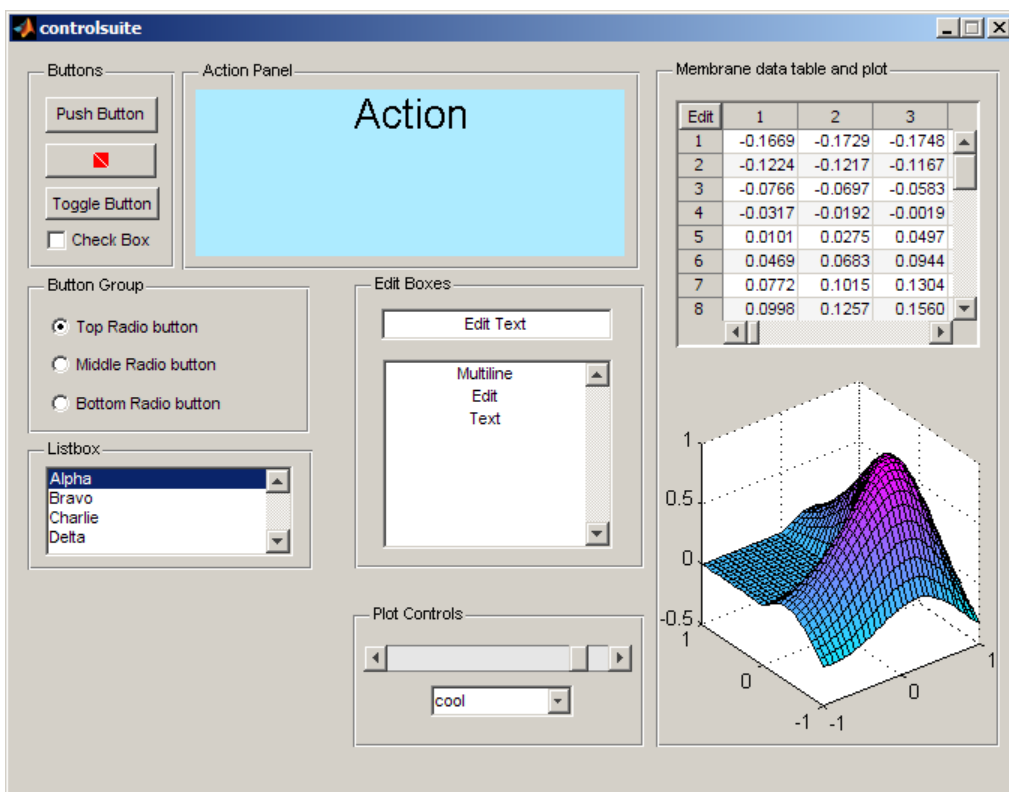 controlsuite
Buttons
Push Button
Toggle Button
Check Box
Action Panel
Action
Button Group
Top Radio button
Middle Radio button
Bottom Radio button
Listbox
Alpha
Bravo
Charlie
Delta
Edit Boxes
Edit Text
Multiline
Edit
Text
Plot Controls
cool
Membrane data table and plot
Edit 1 2 3
1 -0.1669 -0.1729 -0.1748
2 -0.1224 -0.1217 -0.1167
3 -0.0766 -0.0697 -0.0583
4 -0.0317 -0.0192 -0.0019
5 0.0101 0.0275 0.0497
6 0.0469 0.0683 0.0944
7 0.0772 0.1015 0.1304
8 0.0998 0.1257 0.1560
1
0.5
0
-0.5
1
0
-1
-1
0
1